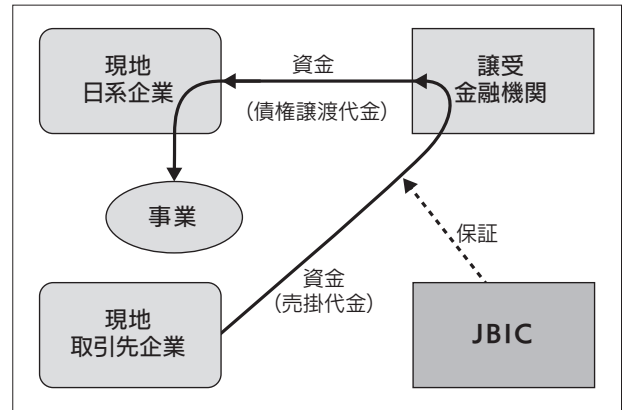 現地
日系企業
資金
（債権譲渡代金）
譲受
金融機関
事業
保証
資金
（売掛代金）
現地
取引先企業
JBIC